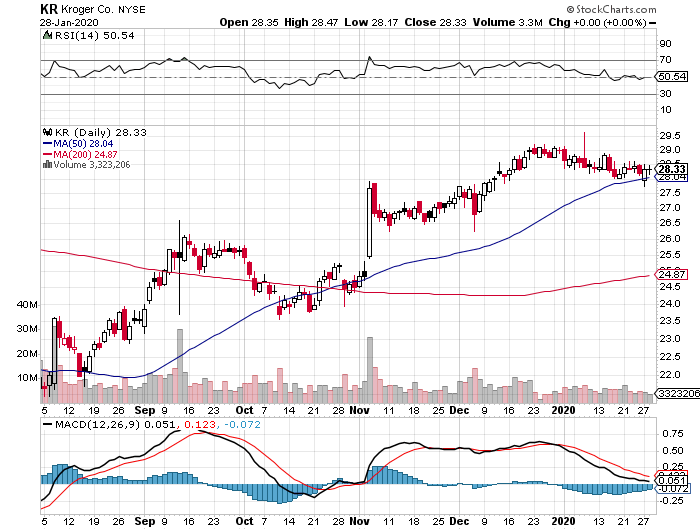 KR Kroger Co. NYSE © StockCharts.com
28-Jan-2020 Open 28.35 High 28.47 Low 28.17 Close 28.33 Volume 3.3M Chg +0.00 (+0.00%)
RSI(14) 50.54
90
70
50.54
30
10
KR (Daily) 28.33
MA(50) 28.04
MA(200) 24.87
Volume 3,323,206
29.5
29.0
28.5
28.33
28.04
27.5
27.0
26.5
26.0
25.5
25.0
24.87
24.5
24.0
23.5
23.0
22.5
22.0
3323206
40M
30M
20M
10M
5 12 19 26 Sep 9 16 23 Oct 7 14 21 28 Nov 11 18 25 Dec 9 16 23 2020 13 21 27
MACD(12,26,9) 0.051, 0.123, -0.072
0.75
0.50
0.25
0.123
0.051
-0.072
-0.25
5 12 19 26 Sep 9 16 23 Oct 7 14 21 28 Nov 11 18 25 Dec 9 16 23 2020 13 21 27